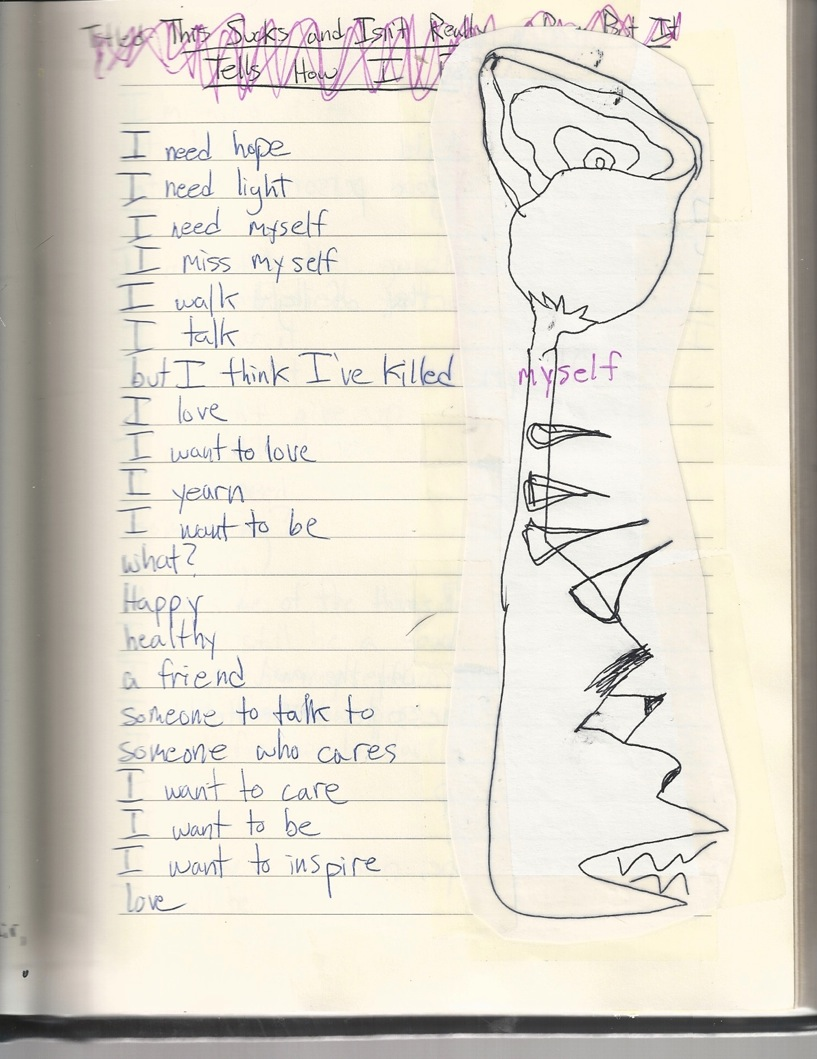 This Sucks and Isn't Really But It
Tells How I
I need hope
I need light
I need myself
I miss myself
I walk
I talk
but I think I've killed myself
I love
I want to love
I yearn
I want to be
what?
Happy
healthy
a friend
someone to talk to
someone who cares
I want to care
I want to be
I want to inspire
love